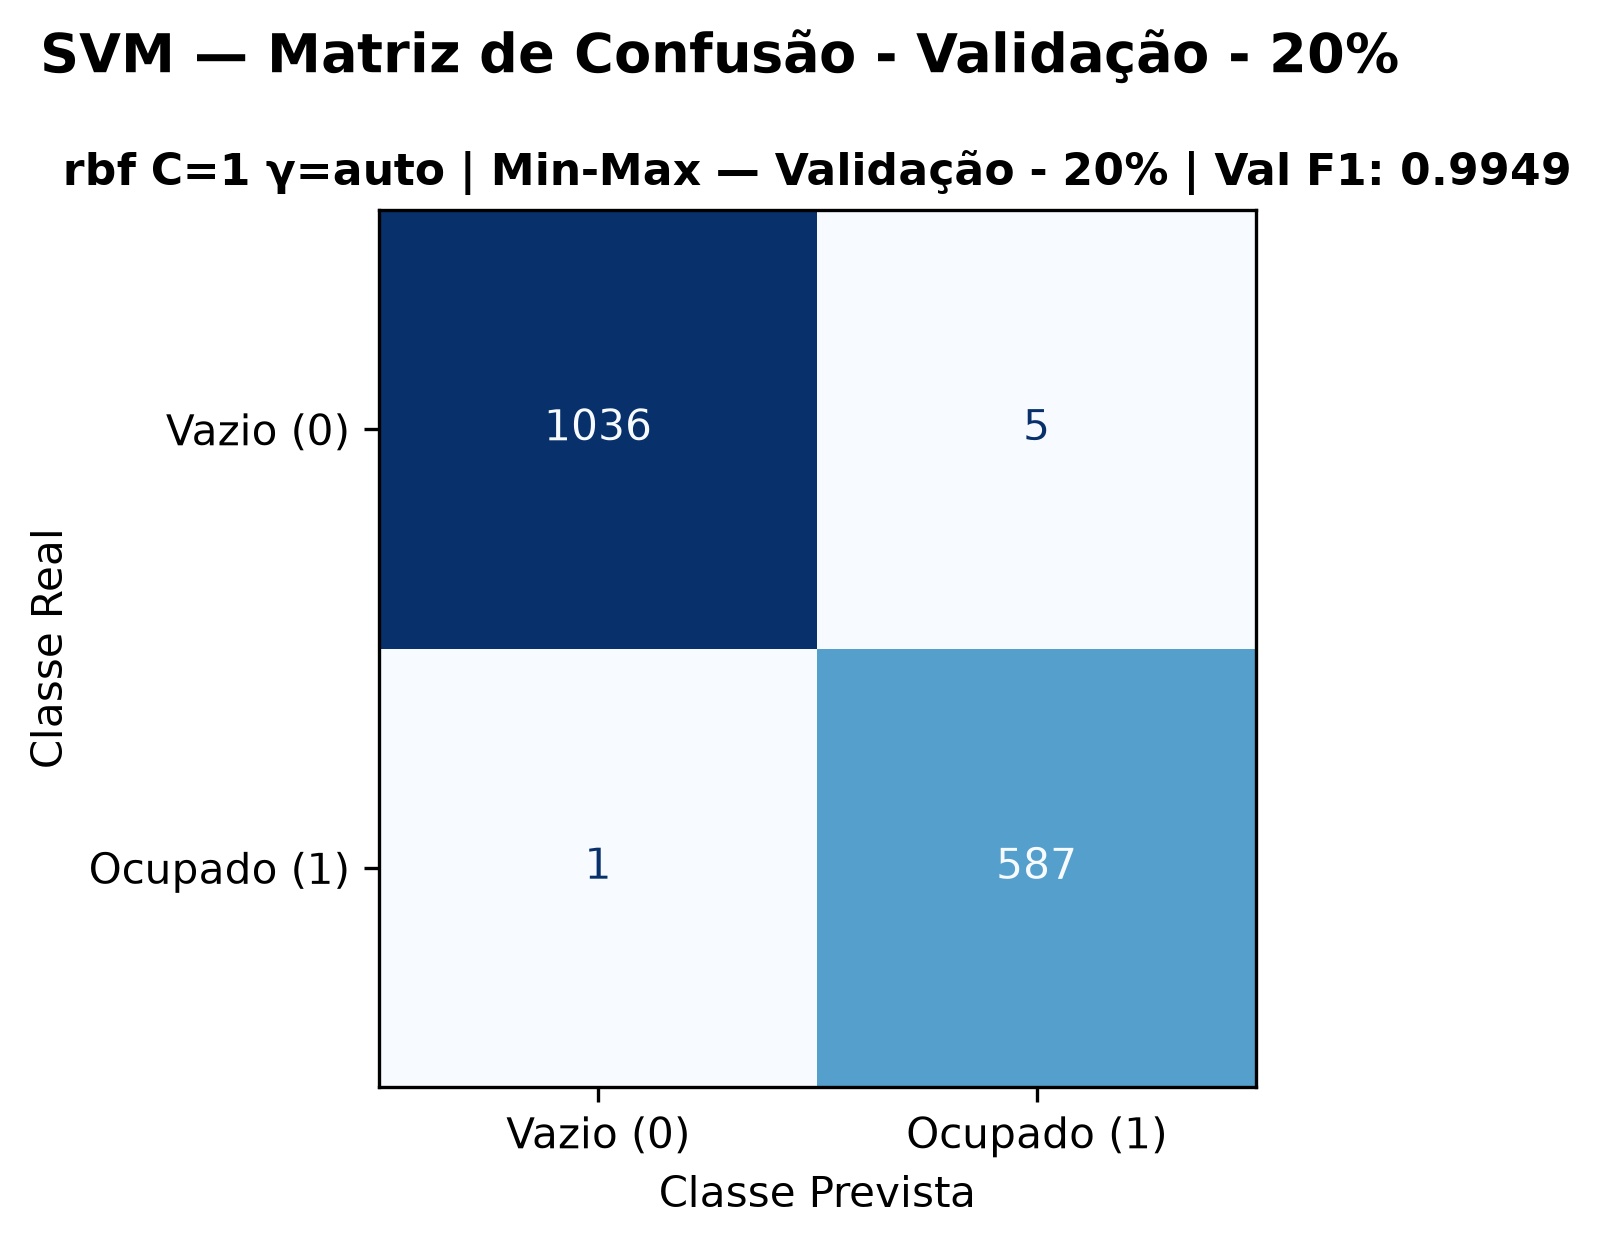 SVM — Matriz de Confusão - Validação - 20%
rbf C=1 γ=auto | Min-Max — Validação - 20% | Val F1: 0.9949
Classe Real
Vazio (0)
1036
5
Ocupado (1)
1
587
Vazio (0)
Ocupado (1)
Classe Prevista